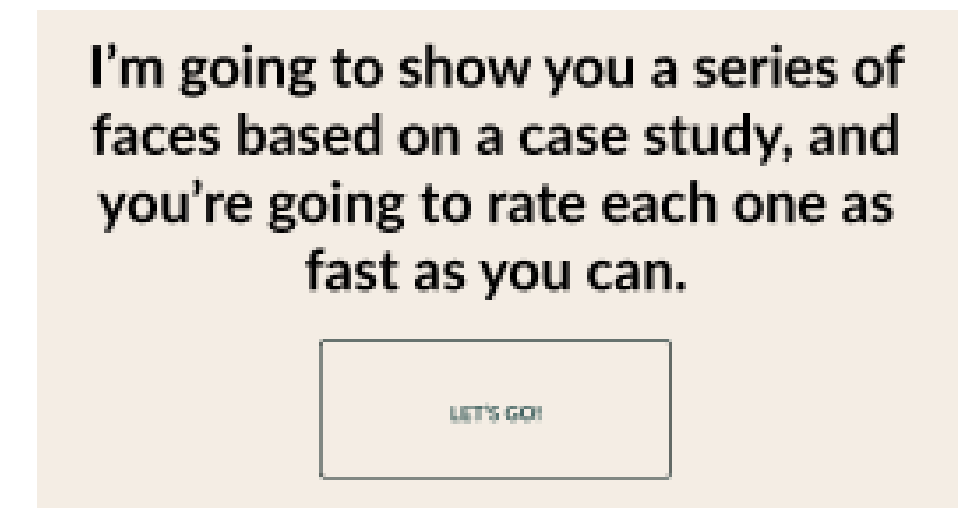 I’m going to show you a series of
faces based on a case study, and
you’re going to rate each one as
fast as you can.
LET'S GO!